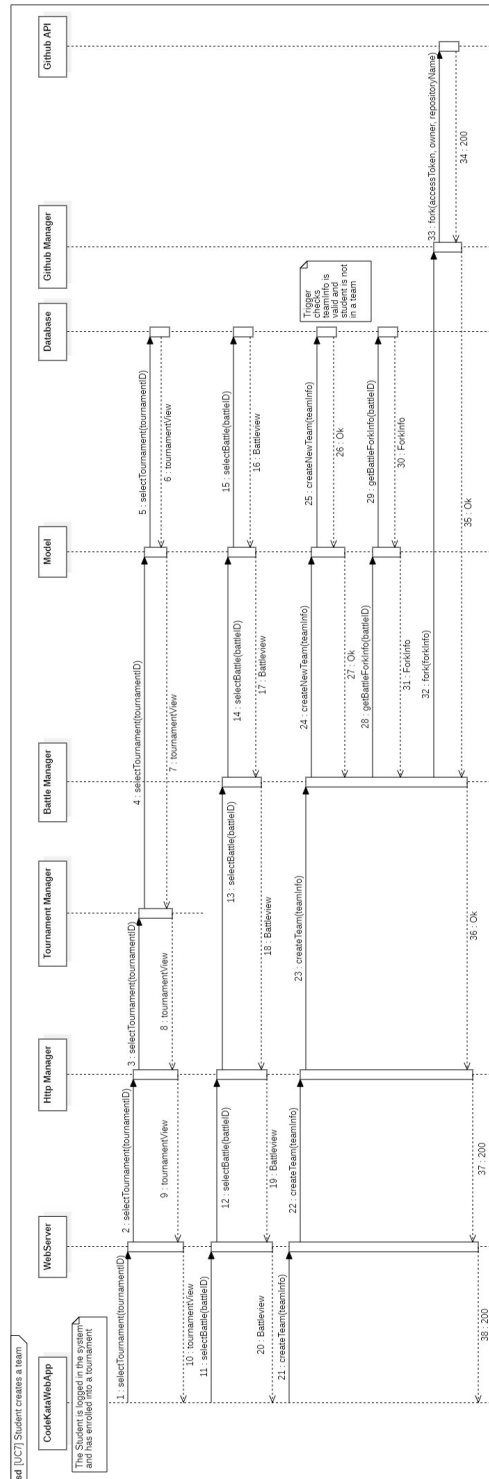 sd [UC7] Student creates a team
CodeKataWebApp
WebServer
Http Manager
Tournament Manager
Battle Manager
Model
Database
Github Manager
Github API
The Student is logged in the system
and has enrolled into a tournament
1 : selectTournament(tournamentID)
2 : selectTournament(tournamentID)
3 : selectTournament(tournamentID)
4 : selectTournament(tournamentID)
5 : selectTournament(tournamentID)
6 : tournamentView
7 : tournamentView
8 : tournamentView
9 : tournamentView
10 : tournamentView
11 : selectBattle(battleID)
12 : selectBattle(battleID)
13 : selectBattle(battleID)
14 : selectBattle(battleID)
15 : selectBattle(battleID)
16 : Battleview
17 : Battleview
18 : Battleview
19 : Battleview
20 : Battleview
21 : createTeam(teamInfo)
22 : createTeam(teamInfo)
23 : createTeam(teamInfo)
24 : createNewTeam(teamInfo)
25 : createNewTeam(teamInfo)
Trigger
checks
teamInfo is
valid and
student is not
in a team
26 : Ok
27 : Ok
28 : getBattleForkInfo(battleID)
29 : getBattleForkInfo(battleID)
30 : ForkInfo
31 : ForkInfo
32 : fork(forkInfo)
33 : fork(accessToken, owner, repositoryName)
34 : 200
35 : Ok
36 : Ok
37 : 200
38 : 200